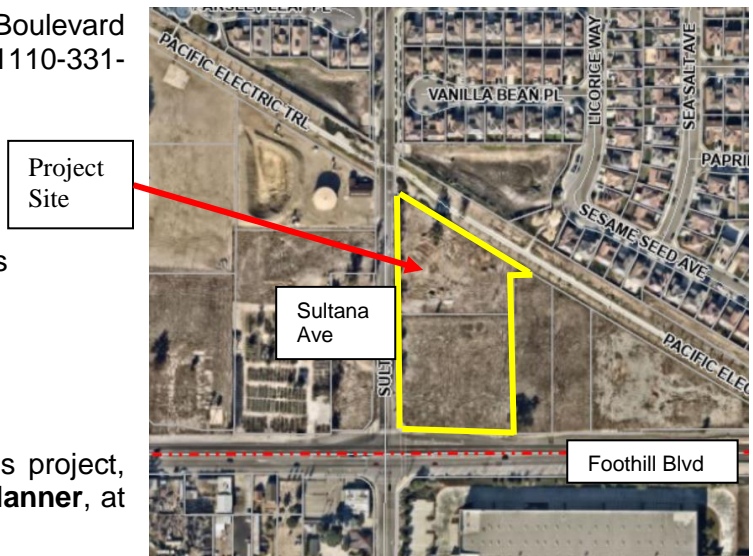 Boulevard
1110-331-
s
s project,
lanner, at
Project
Site
PACIFIC ELECTRIC TRL
VANILLA BEAN PL
LICORICE WAY
SEA SALT AVE
PAPRI
SESAME SEED AVE
Sultana
Ave
SULT
PACIFIC ELEC
Foothill Blvd